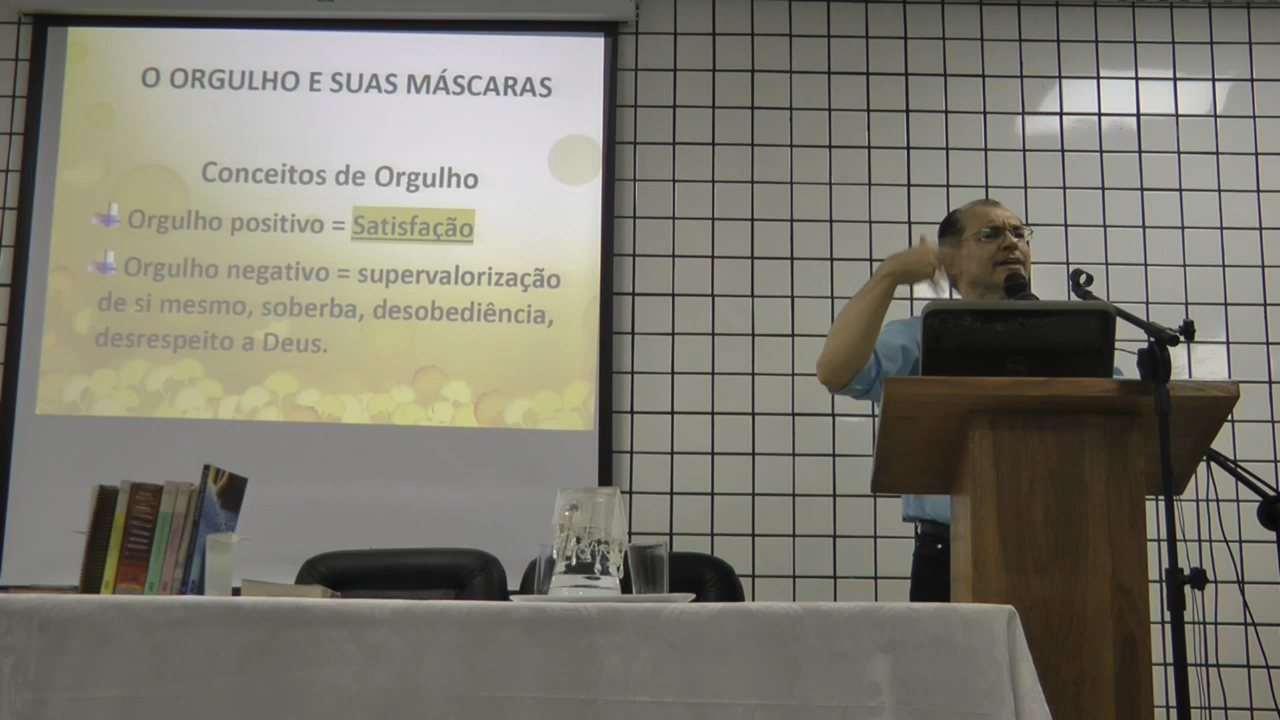 O ORGULHO E SUAS MÁSCARAS
Conceitos de Orgulho
Orgulho positivo = Satisfação
Orgulho negativo = supervalorização
de si mesmo, soberba, desobediência,
desrespeito a Deus.